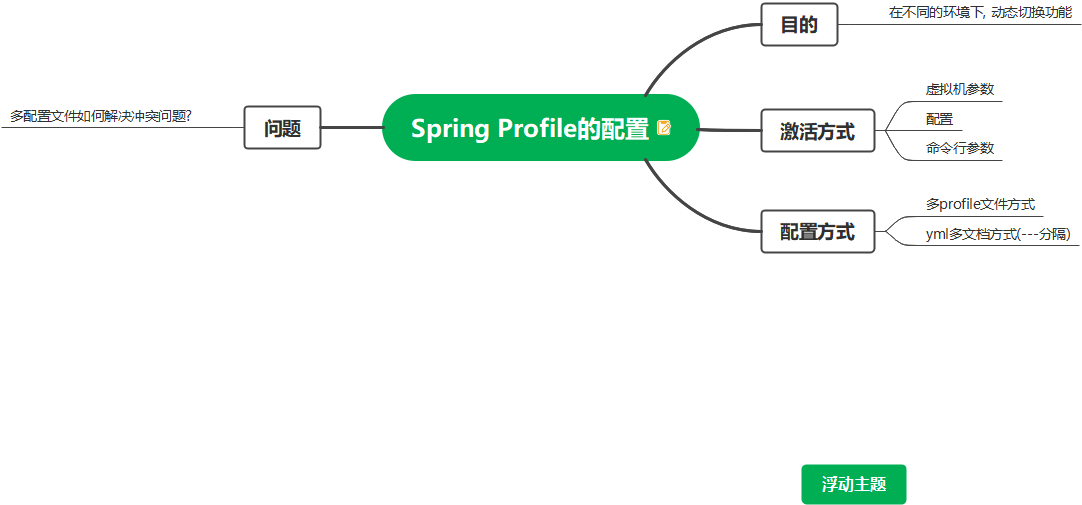 Spring Profile的配置
目的
在不同的环境下, 动态切换功能
激活方式
虚拟机参数
配置
命令行参数
配置方式
多profile文件方式
yml多文档方式(---分隔)
问题
多配置文件如何解决冲突问题?
浮动主题